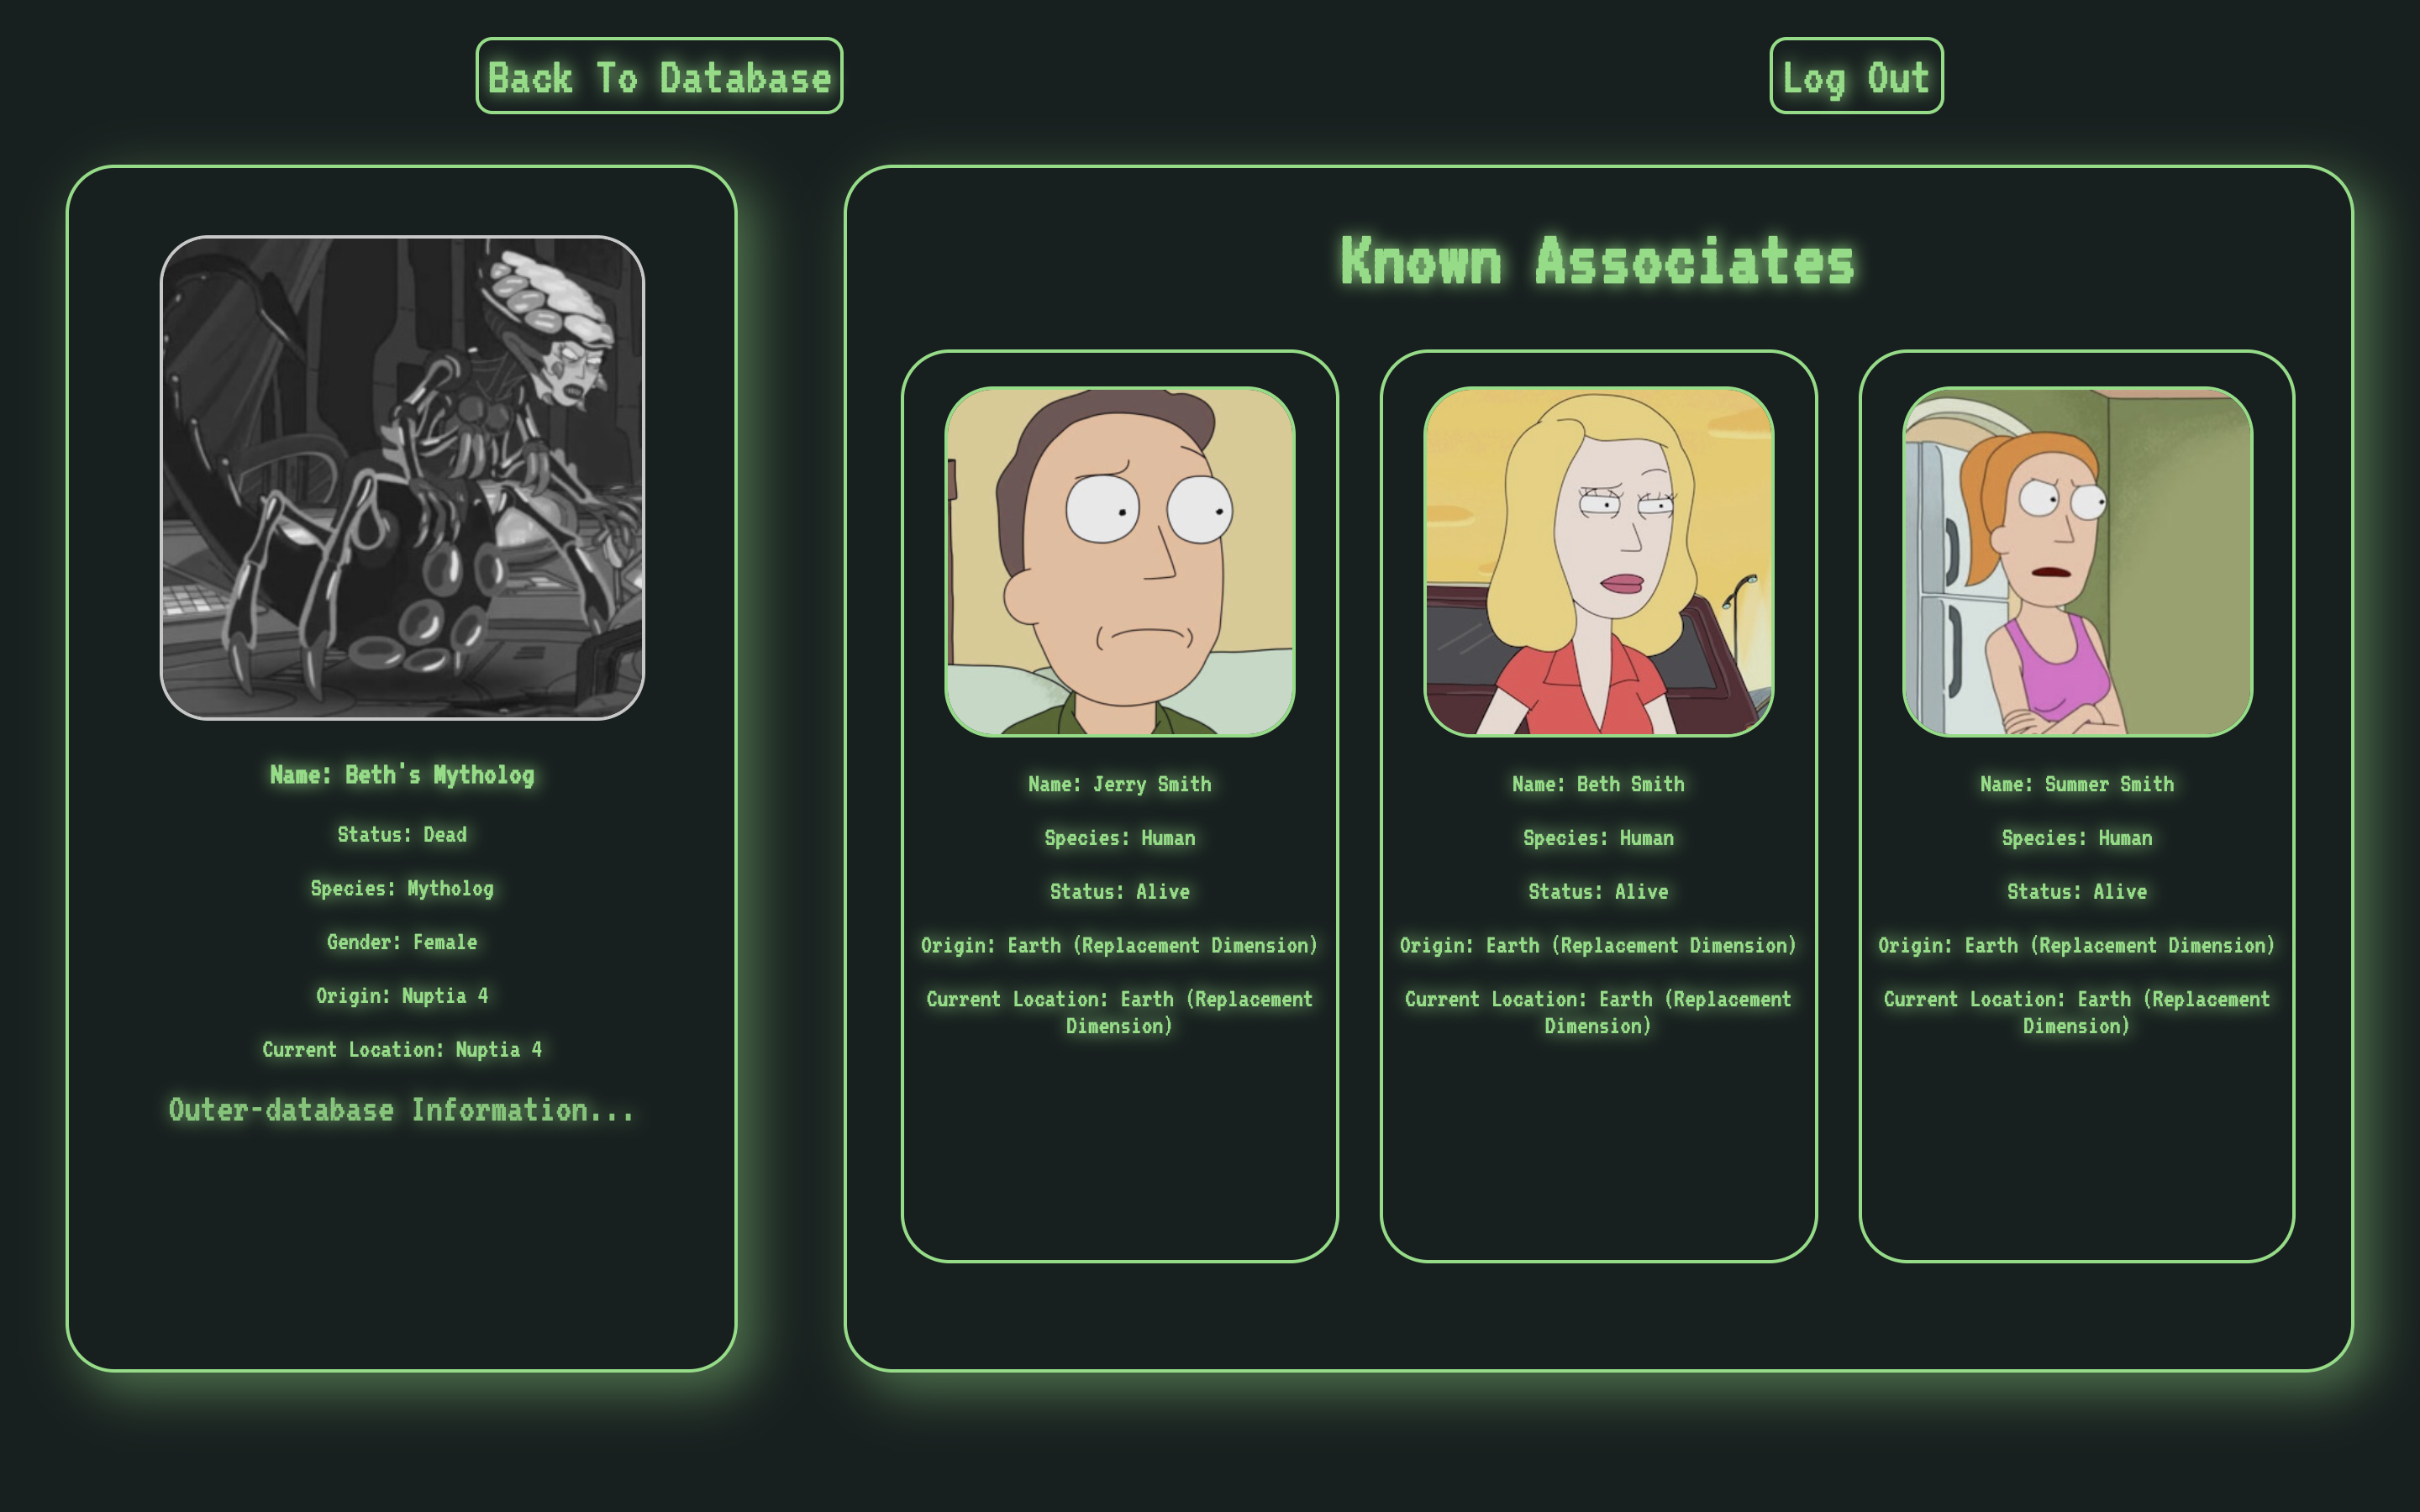 Back To Database
Log Out
Name: Beth's Mytholog
Status: Dead
Species: Mytholog
Gender: Female
Origin: Nuptia 4
Current Location: Nuptia 4
Outer-database Information...
Known Associates
Name: Jerry Smith
Species: Human
Status: Alive
Origin: Earth (Replacement Dimension)
Current Location: Earth (Replacement
Dimension)
Name: Beth Smith
Species: Human
Status: Alive
Origin: Earth (Replacement Dimension)
Current Location: Earth (Replacement
Dimension)
Name: Summer Smith
Species: Human
Status: Alive
Origin: Earth (Replacement Dimension)
Current Location: Earth (Replacement
Dimension)